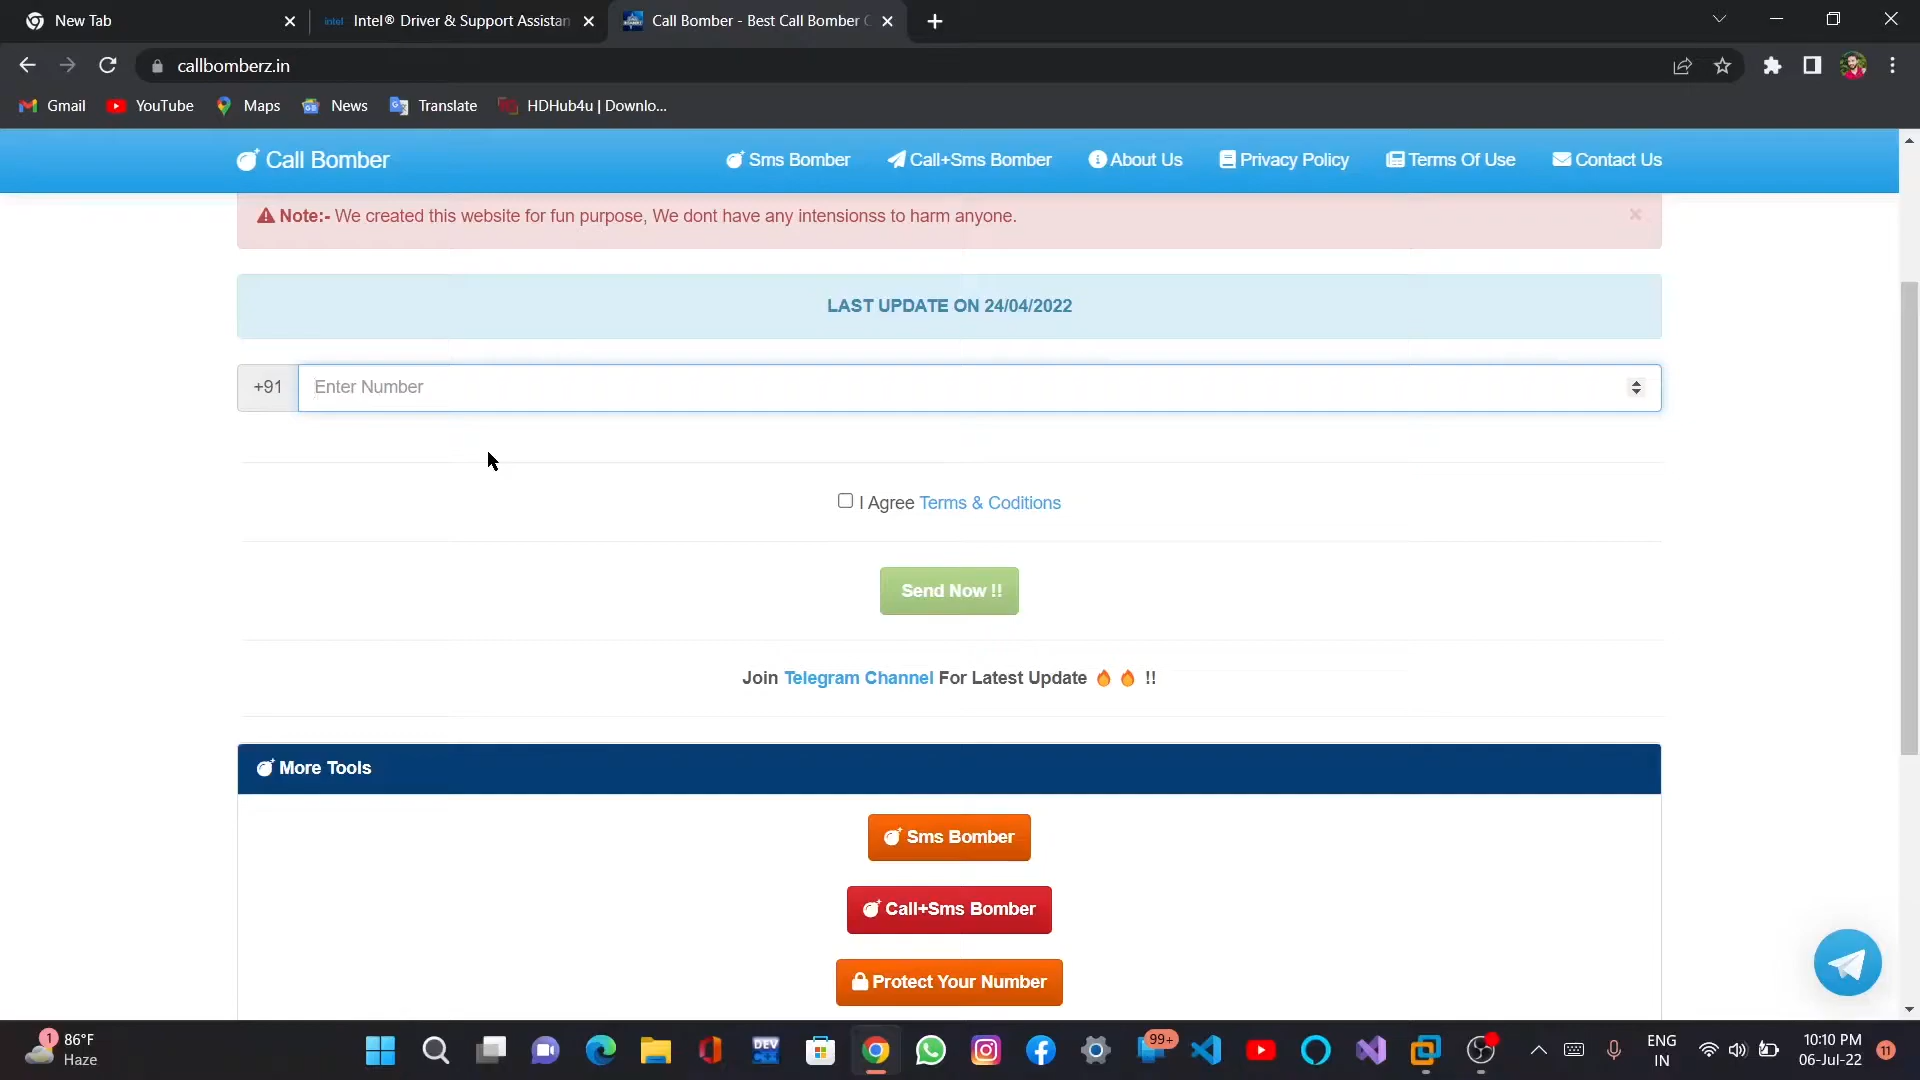 New Tab
intel Intel® Driver & Support Assistan
Call Bomber - Best Call Bomber
callbomberz.in
Gmail YouTube Maps News Translate HDHub4u | Downlo...
Call Bomber Sms Bomber Call+Sms Bomber About Us Privacy Policy Terms Of Use Contact Us
Note:- We created this website for fun purpose, We dont have any intensionss to harm anyone.
LAST UPDATE ON 24/04/2022
+91 Enter Number
I Agree Terms & Coditions
Send Now !!
Join Telegram Channel For Latest Update 🔥 🔥 !!
More Tools
Sms Bomber
Call+Sms Bomber
Protect Your Number
1 86°F
Haze
DEV
99+
ENG
IN
10:10 PM
06-Jul-22
11